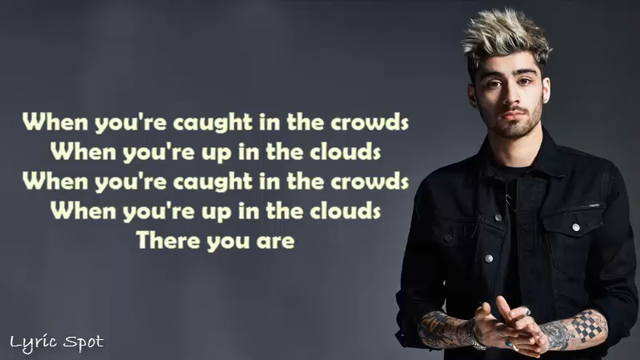 When you're caught in the crowds
When you're up in the clouds
When you're caught in the crowds
When you're up in the clouds
There you are
Lyric Spot